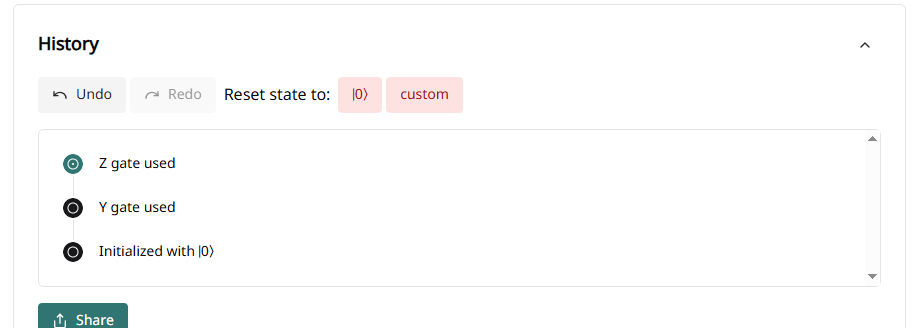 History
Undo Redo Reset state to: |0⟩ custom
Z gate used
Y gate used
Initialized with |0⟩
Share